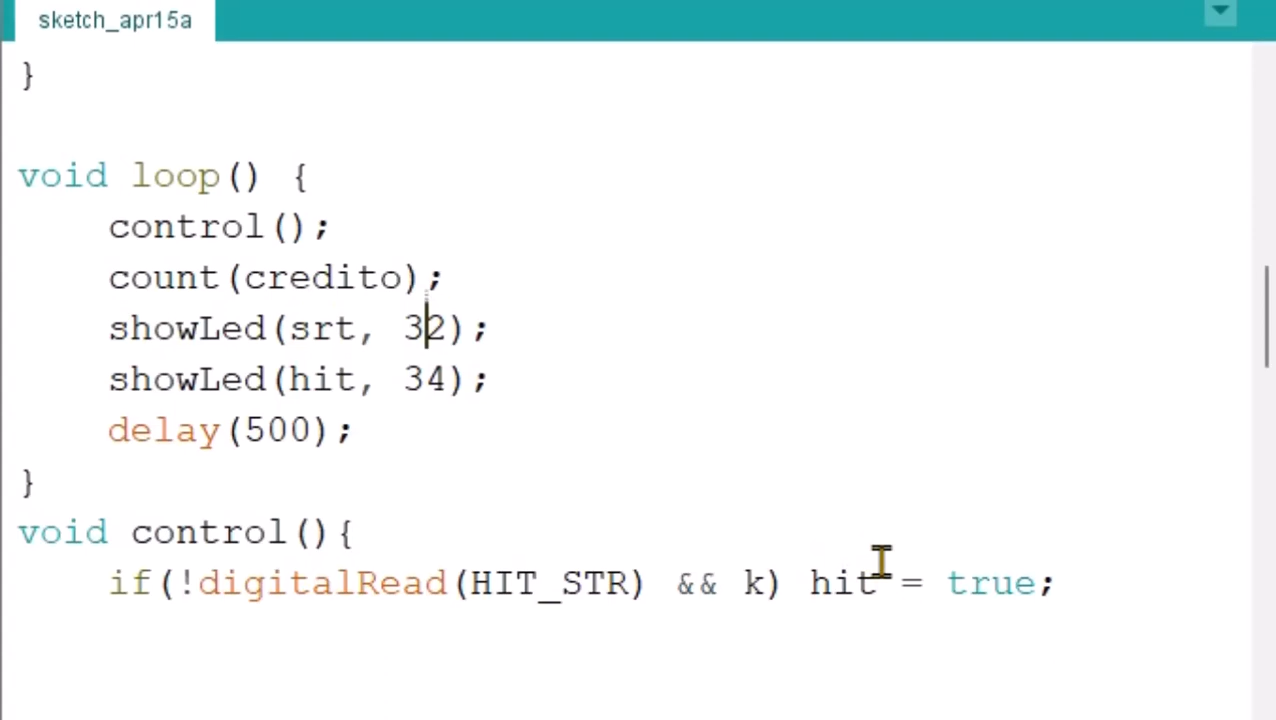 sketch_apr15a
}
void loop() {
control();
count(credito);
showLed(srt, 32);
showLed(hit, 34);
delay(500);
}
void control(){
if(!digitalRead(HIT_STR) && k) hit = true;